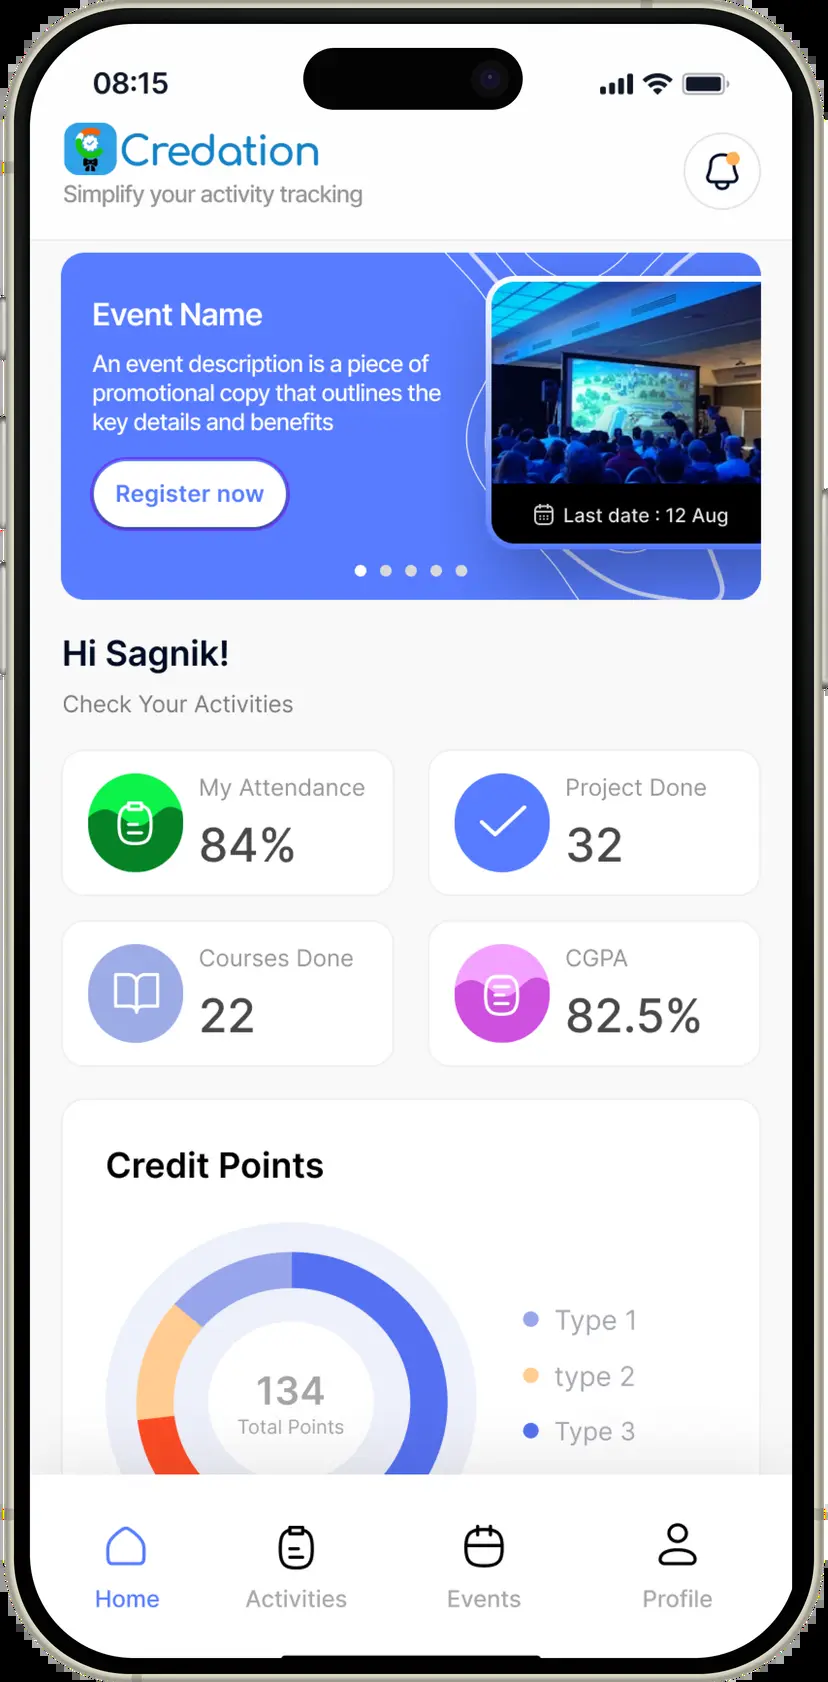 08:15
Credation
Simplify your activity tracking
Event Name
An event description is a piece of
promotional copy that outlines the
key details and benefits
Register now
Last date : 12 Aug
Hi Sagnik!
Check Your Activities
My Attendance
84%
Project Done
32
Courses Done
22
CGPA
82.5%
Credit Points
134
Total Points
Type 1
type 2
Type 3
Home
Activities
Events
Profile